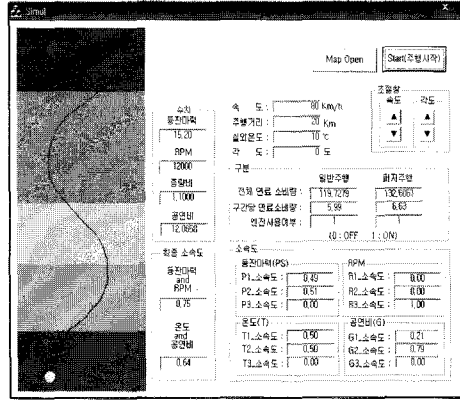 Simul
Map Open
Start(주행시작)
조절창
속도 각도
수치
등판마력
15,20
RPM
12000
중량비
1,1000
공연비
12,0658
속 도 : 80 Km/h
주행거리 : 20 Km
실외온도 : 10 ℃
각 도 : 0 도
구분
일반주행 퍼지주행
전체 연료 소비량 : 119,7279
구간당 연료소비량 : 5,99 6,63
엔진사용여부 : 1 1
(0 : OFF 1 : ON)
최종 소속도
등판마력
and
RPM
0,75
온도
and
공연비
0,64
소속도
등판마력(PS)
P1_소속도 : 0,49
P2_소속도 : 0,51
P3_소속도 : 0,00
RPM
R1_소속도 : 0,00
R2_소속도 : 0,00
R3_소속도 : 1,00
온도(T)
T1_소속도 : 0,50
T2_소속도 : 0,50
T3_소속도 : 0,00
공연비(G)
G1_소속도 : 0,21
G2_소속도 : 0,79
G3_소속도 : 0,00